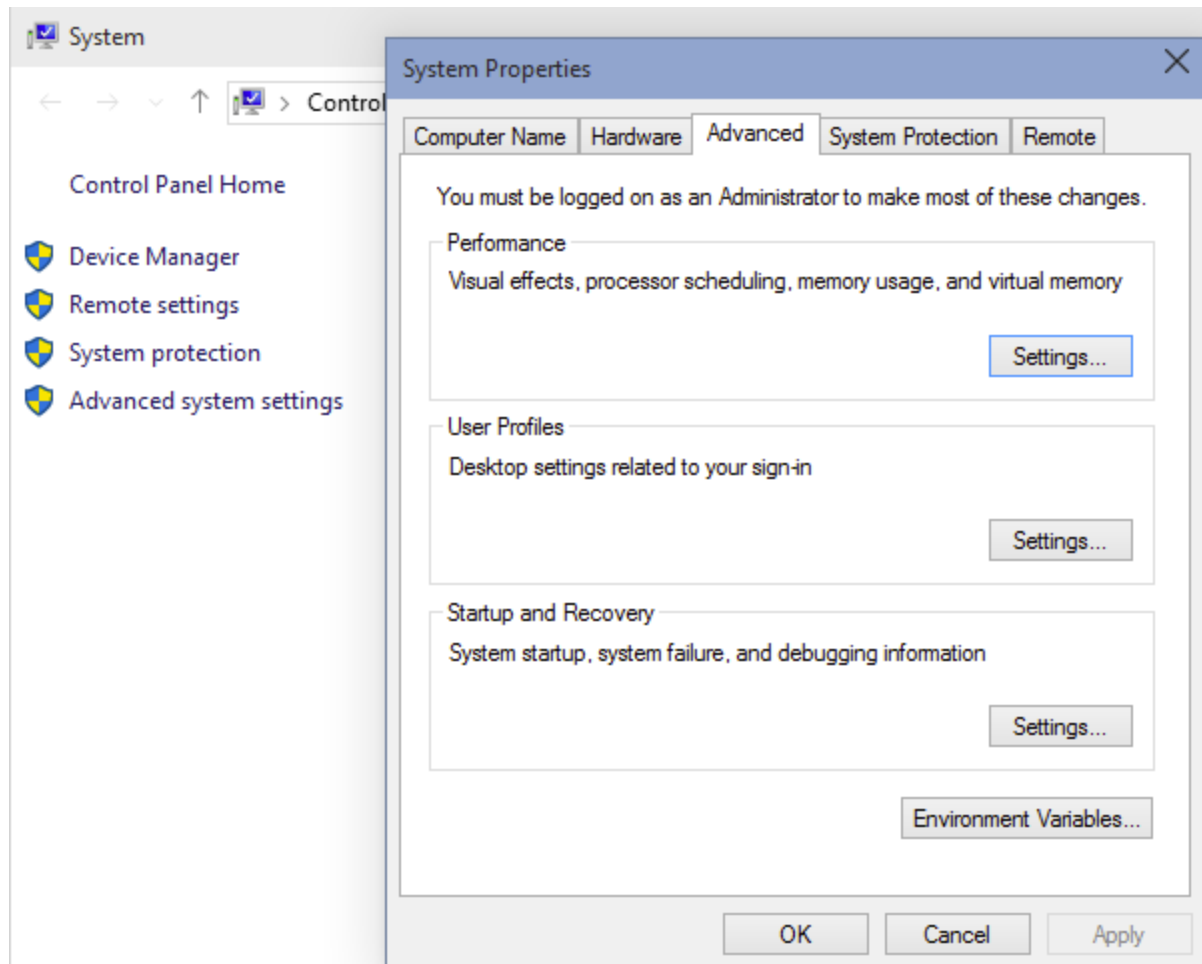 System
System Properties
Control
Computer Name Hardware Advanced System Protection Remote
Control Panel Home
You must be logged on as an Administrator to make most of these changes.
Device Manager
Remote settings
System protection
Advanced system settings
Performance
Visual effects, processor scheduling, memory usage, and virtual memory
Settings...
User Profiles
Desktop settings related to your sign-in
Settings...
Startup and Recovery
System startup, system failure, and debugging information
Settings...
Environment Variables...
OK Cancel Apply